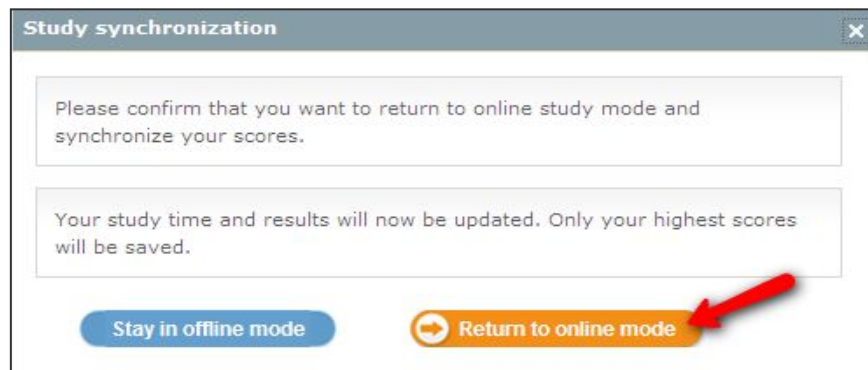 Study synchronization
Please confirm that you want to return to online study mode and
synchronize your scores.
Your study time and results will now be updated. Only your highest scores
will be saved.
Stay in offline mode
Return to online mode